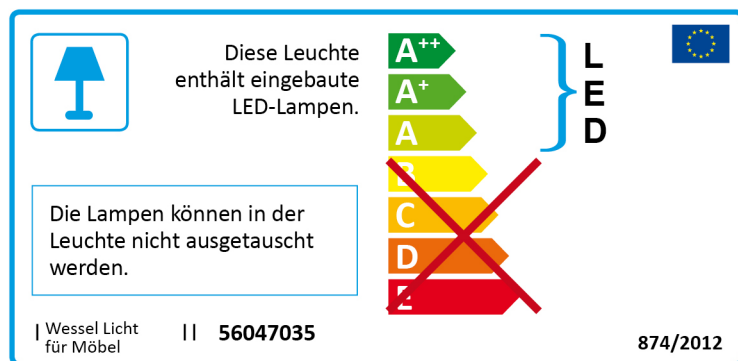 Diese Leuchte
enthält eingebaute
LED-Lampen.
A++
A+
A
B
C
D
E
L
E
D
Die Lampen können in der
Leuchte nicht ausgetauscht
werden.
I Wessel Licht
für Möbel
II 56047035
874/2012